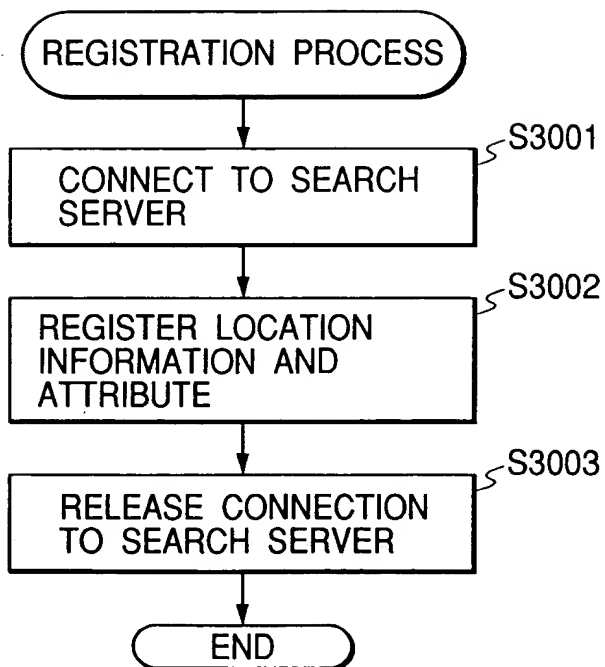 REGISTRATION PROCESS
S3001
CONNECT TO SEARCH
SERVER
S3002
REGISTER LOCATION
INFORMATION AND
ATTRIBUTE
S3003
RELEASE CONNECTION
TO SEARCH SERVER
END